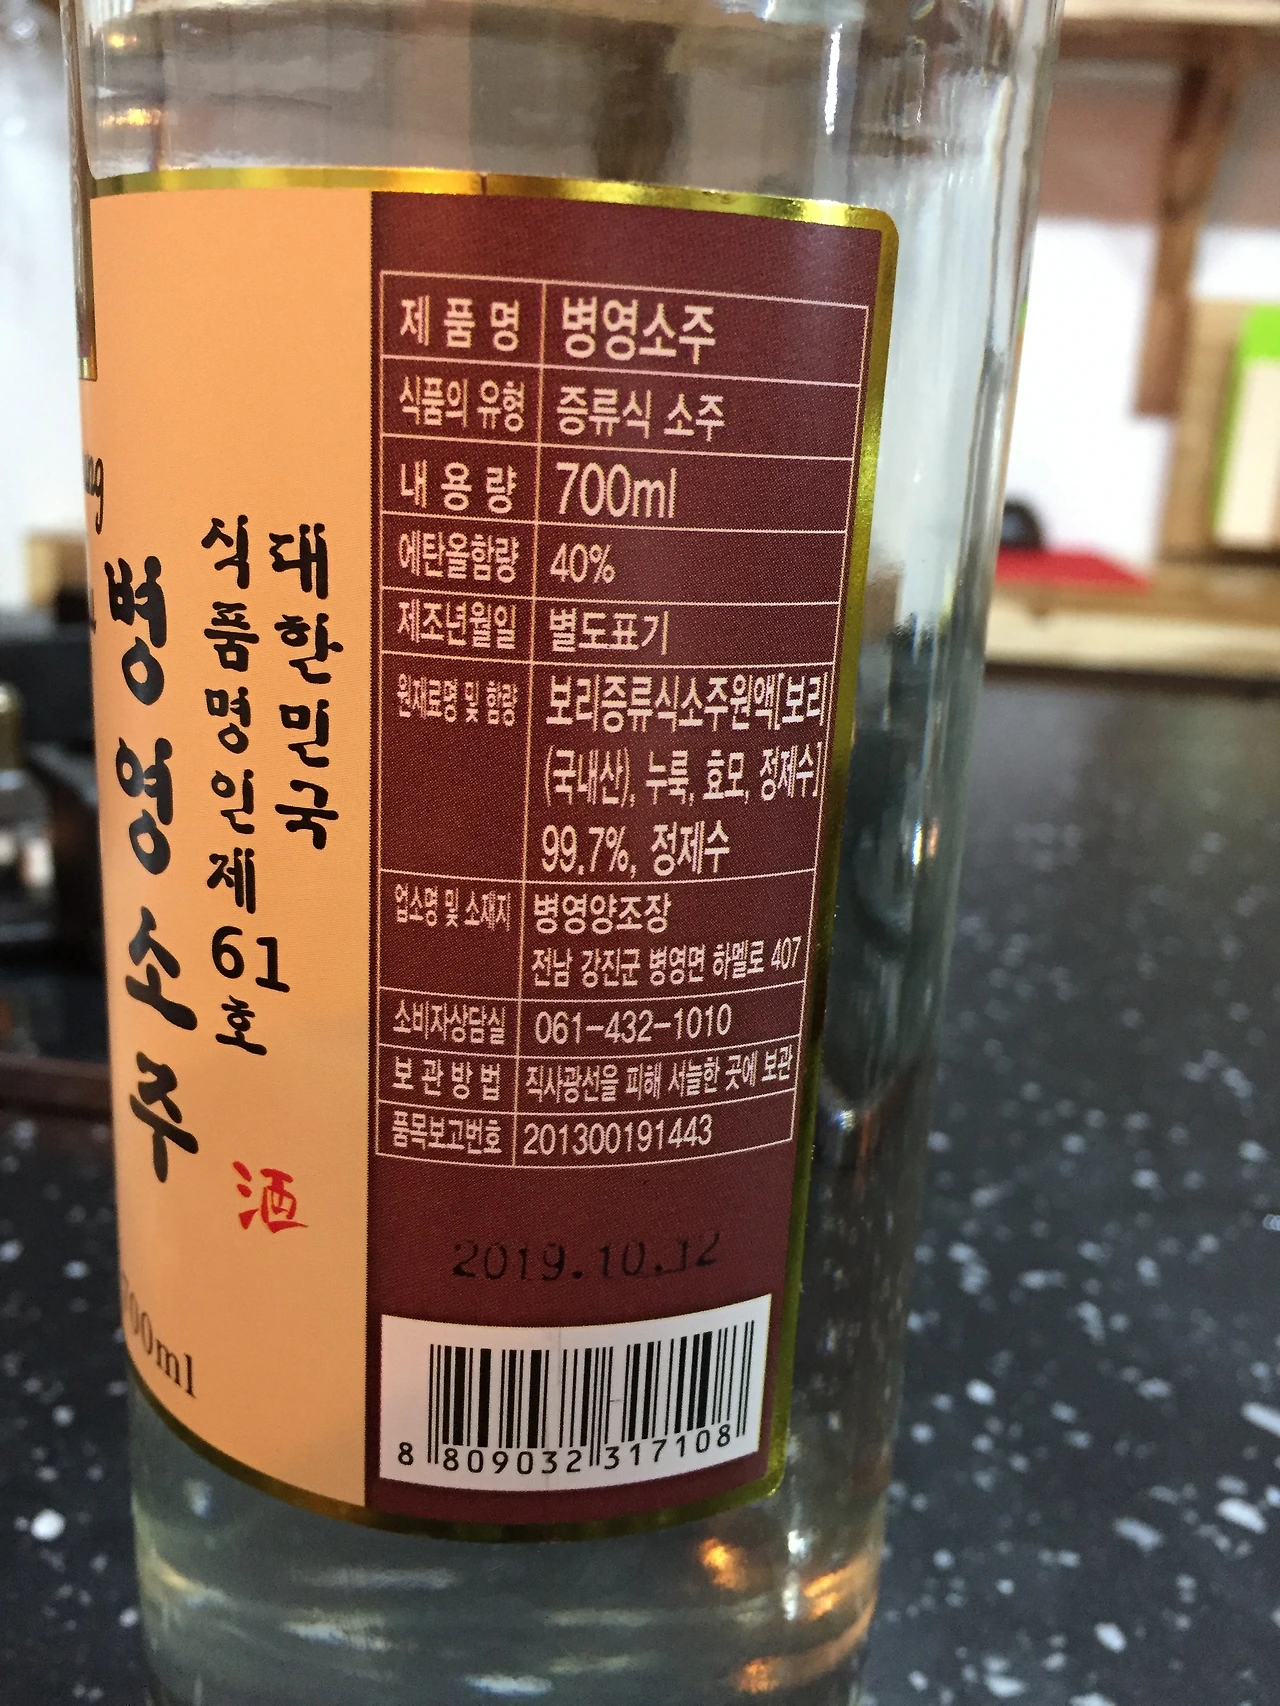 대한민국
식품명인제61호
병영소주
酒
700ml
제 품 명 병영소주
식품의 유형 증류식 소주
내 용 량 700ml
에탄올함량 40%
제조년월일 별도표기
원재료명 및 함량 보리증류식소주원액[보리
(국내산), 누룩, 효모, 정제수]
99.7%, 정제수
업소명 및 소재지 병영양조장
전남 강진군 병영면 하멜로 407
소비자상담실 061-432-1010
보 관 방 법 직사광선을 피해 서늘한 곳에 보관
품목보고번호 201300191443
2019.10.12
8 809032 317108